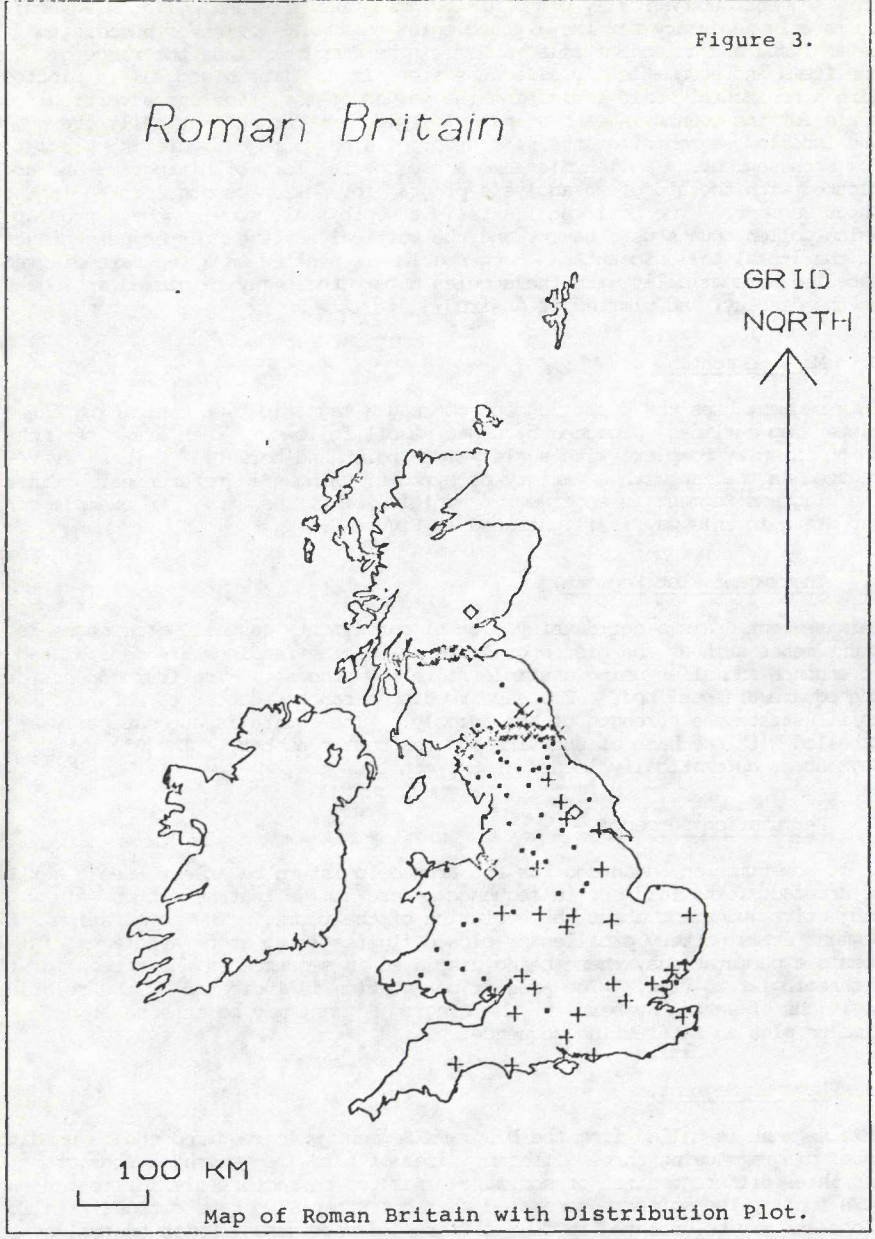 Figure 3.
Roman Britain
GRID
NORTH
100 KM
Map of Roman Britain with Distribution Plot.